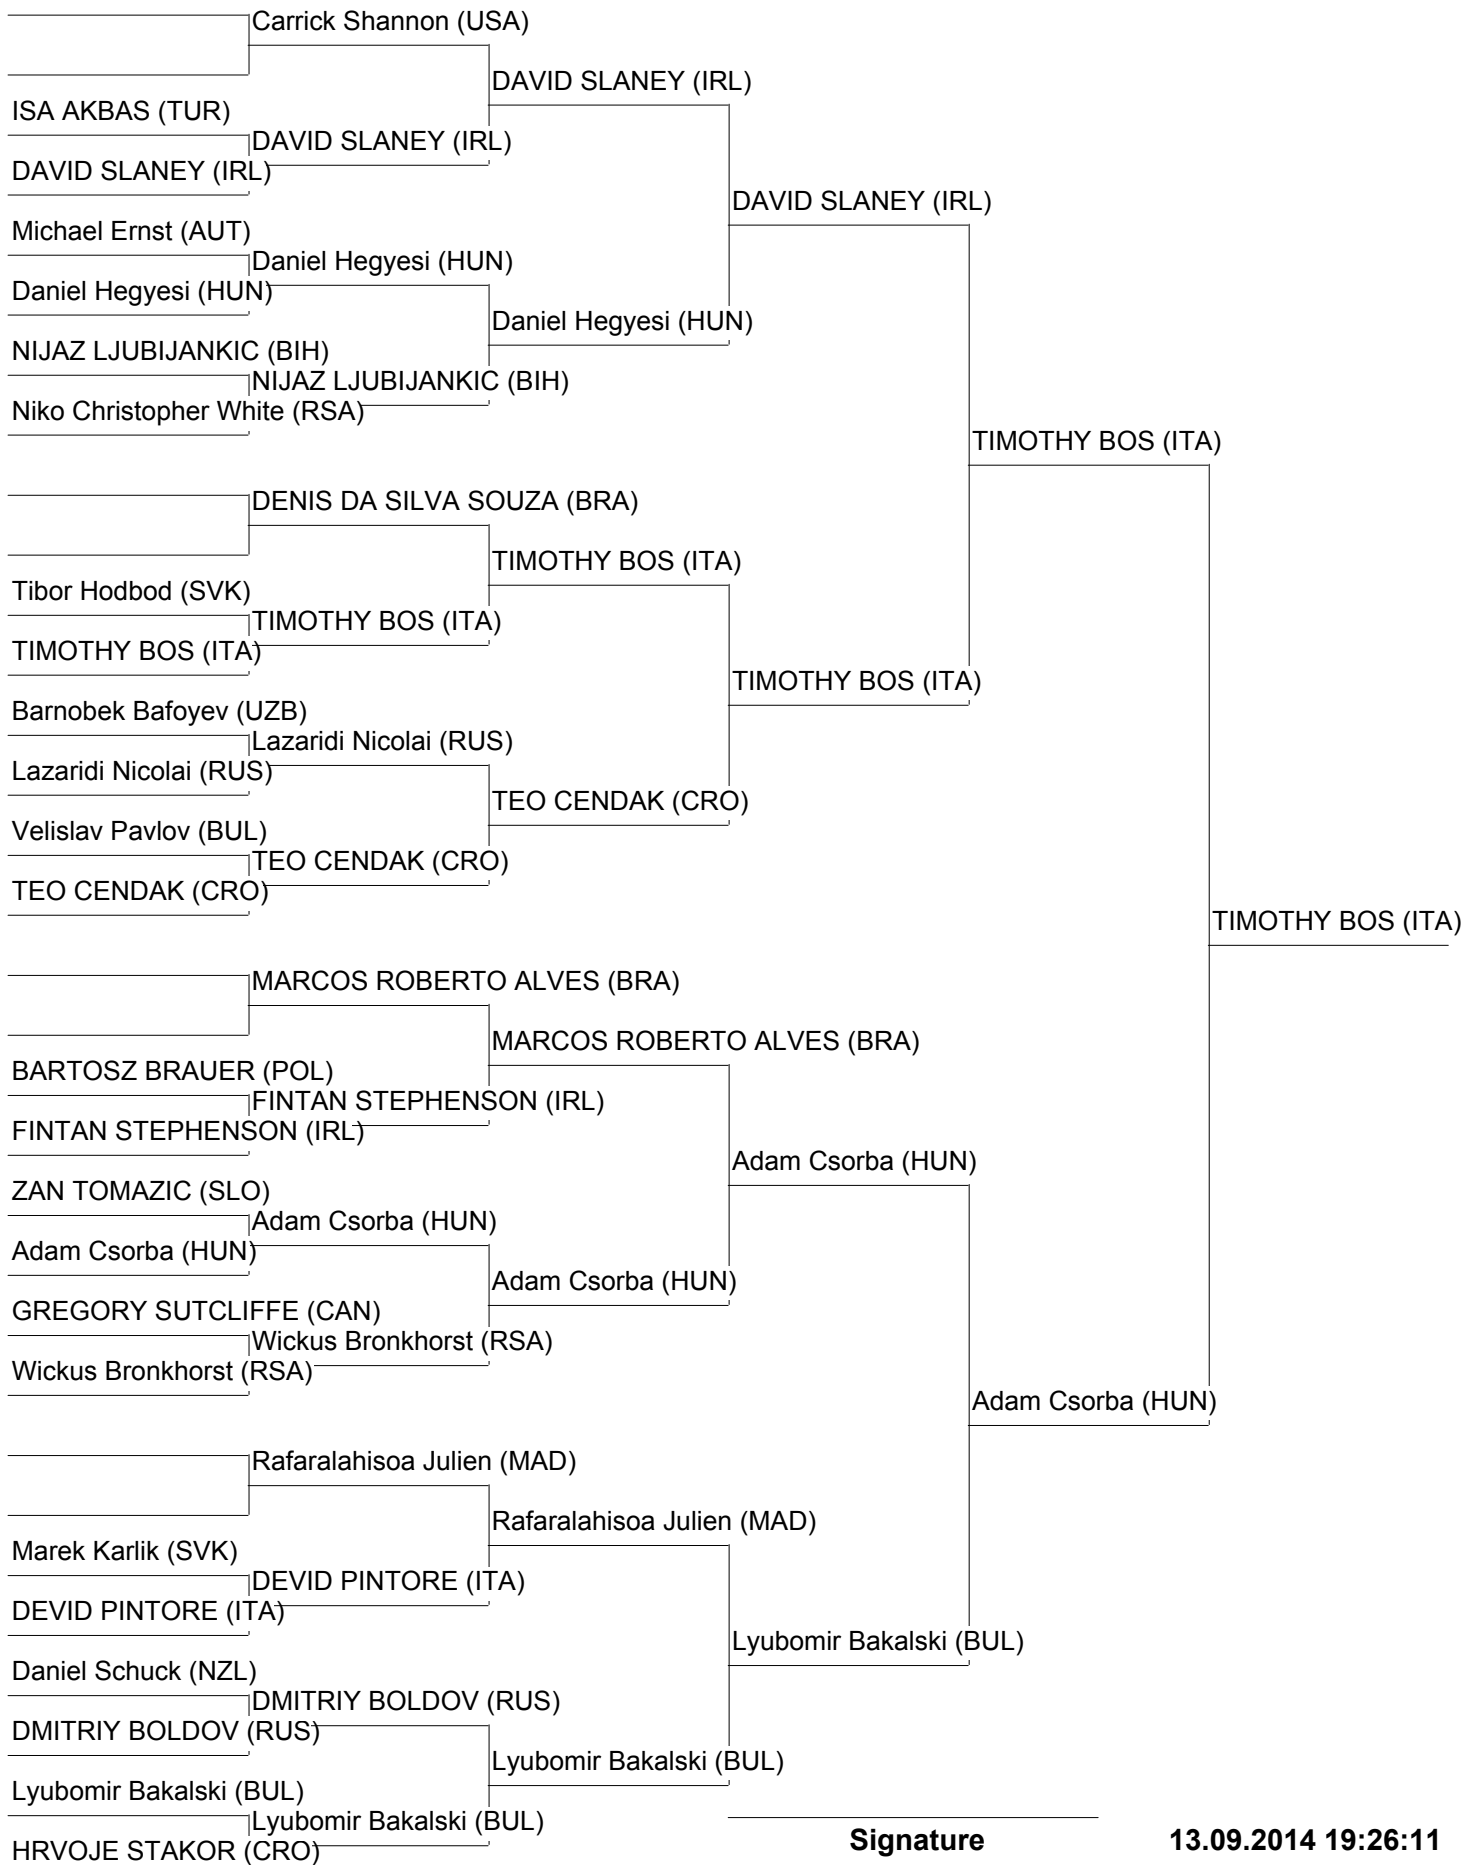 Carrick Shannon (USA)
DAVID SLANEY (IRL)
ISA AKBAS (TUR)
DAVID SLANEY (IRL)
DAVID SLANEY (IRL)
DAVID SLANEY (IRL)
Michael Ernst (AUT)
Daniel Hegyesi (HUN)
Daniel Hegyesi (HUN)
Daniel Hegyesi (HUN)
NIJAZ LJUBIJANKIC (BIH)
NIJAZ LJUBIJANKIC (BIH)
Niko Christopher White (RSA)
TIMOTHY BOS (ITA)
DENIS DA SILVA SOUZA (BRA)
TIMOTHY BOS (ITA)
Tibor Hodbod (SVK)
TIMOTHY BOS (ITA)
TIMOTHY BOS (ITA)
TIMOTHY BOS (ITA)
Barnobek Bafoyev (UZB)
Lazaridi Nicolai (RUS)
Lazaridi Nicolai (RUS)
TEO CENDAK (CRO)
Velislav Pavlov (BUL)
TEO CENDAK (CRO)
TEO CENDAK (CRO)
TIMOTHY BOS (ITA)
MARCOS ROBERTO ALVES (BRA)
MARCOS ROBERTO ALVES (BRA)
BARTOSZ BRAUER (POL)
FINTAN STEPHENSON (IRL)
FINTAN STEPHENSON (IRL)
Adam Csorba (HUN)
ZAN TOMAZIC (SLO)
Adam Csorba (HUN)
Adam Csorba (HUN)
Adam Csorba (HUN)
GREGORY SUTCLIFFE (CAN)
Wickus Bronkhorst (RSA)
Wickus Bronkhorst (RSA)
Adam Csorba (HUN)
Rafaralahisoa Julien (MAD)
Rafaralahisoa Julien (MAD)
Marek Karlik (SVK)
DEVID PINTORE (ITA)
DEVID PINTORE (ITA)
Lyubomir Bakalski (BUL)
Daniel Schuck (NZL)
DMITRIY BOLDOV (RUS)
DMITRIY BOLDOV (RUS)
Lyubomir Bakalski (BUL)
Lyubomir Bakalski (BUL)
Lyubomir Bakalski (BUL)
HRVOJE STAKOR (CRO)
Signature
13.09.2014 19:26:11